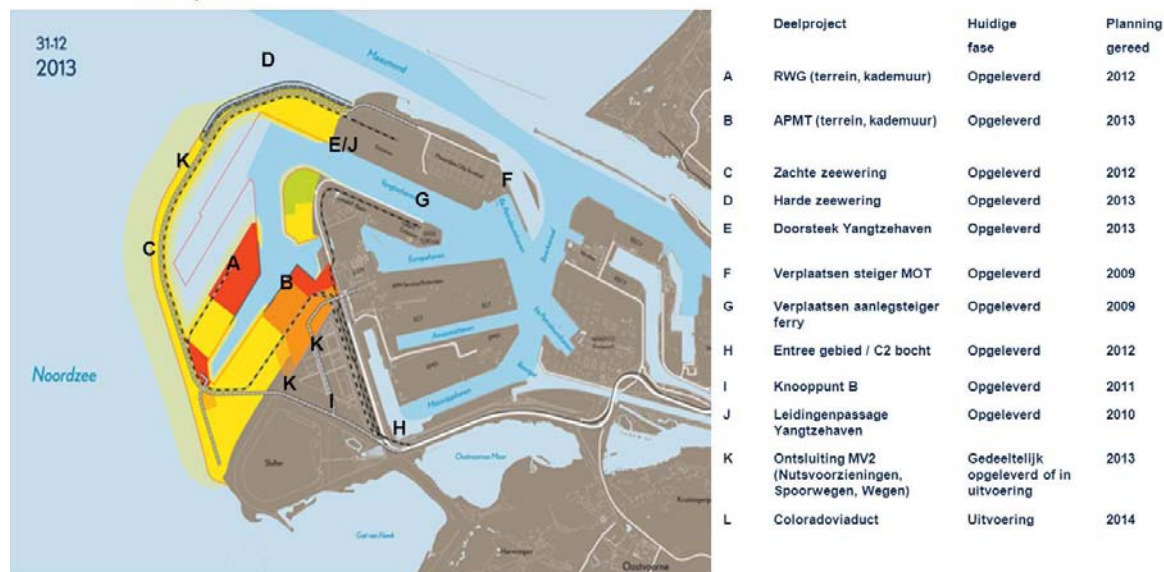 31-12
2013
D
Maasmond
K
E/J
F
G
Yangtzehaven
C
A
B
Europahaven
Amazonehaven
K
K
I
H
Noordzee
Slufter
Oostvoornse Meer
Oostvoorne
Deelproject Huidige fase Planning gereed
A RWG (terrein, kademuur) Opgeleverd 2012
B APMT (terrein, kademuur) Opgeleverd 2013
C Zachte zeewering Opgeleverd 2012
D Harde zeewering Opgeleverd 2013
E Doorsteek Yangtzehaven Opgeleverd 2013
F Verplaatsen steiger MOT Opgeleverd 2009
G Verplaatsen aanlegsteiger ferry Opgeleverd 2009
H Entree gebied / C2 bocht Opgeleverd 2012
I Knooppunt B Opgeleverd 2011
J Leidingenpassage Yangtzehaven Opgeleverd 2010
K Ontsluiting MV2 (Nutsvoorzieningen, Spoorwegen, Wegen) Gedeeltelijk opgeleverd of in uitvoering 2013
L Coloradoviaduct Uitvoering 2014